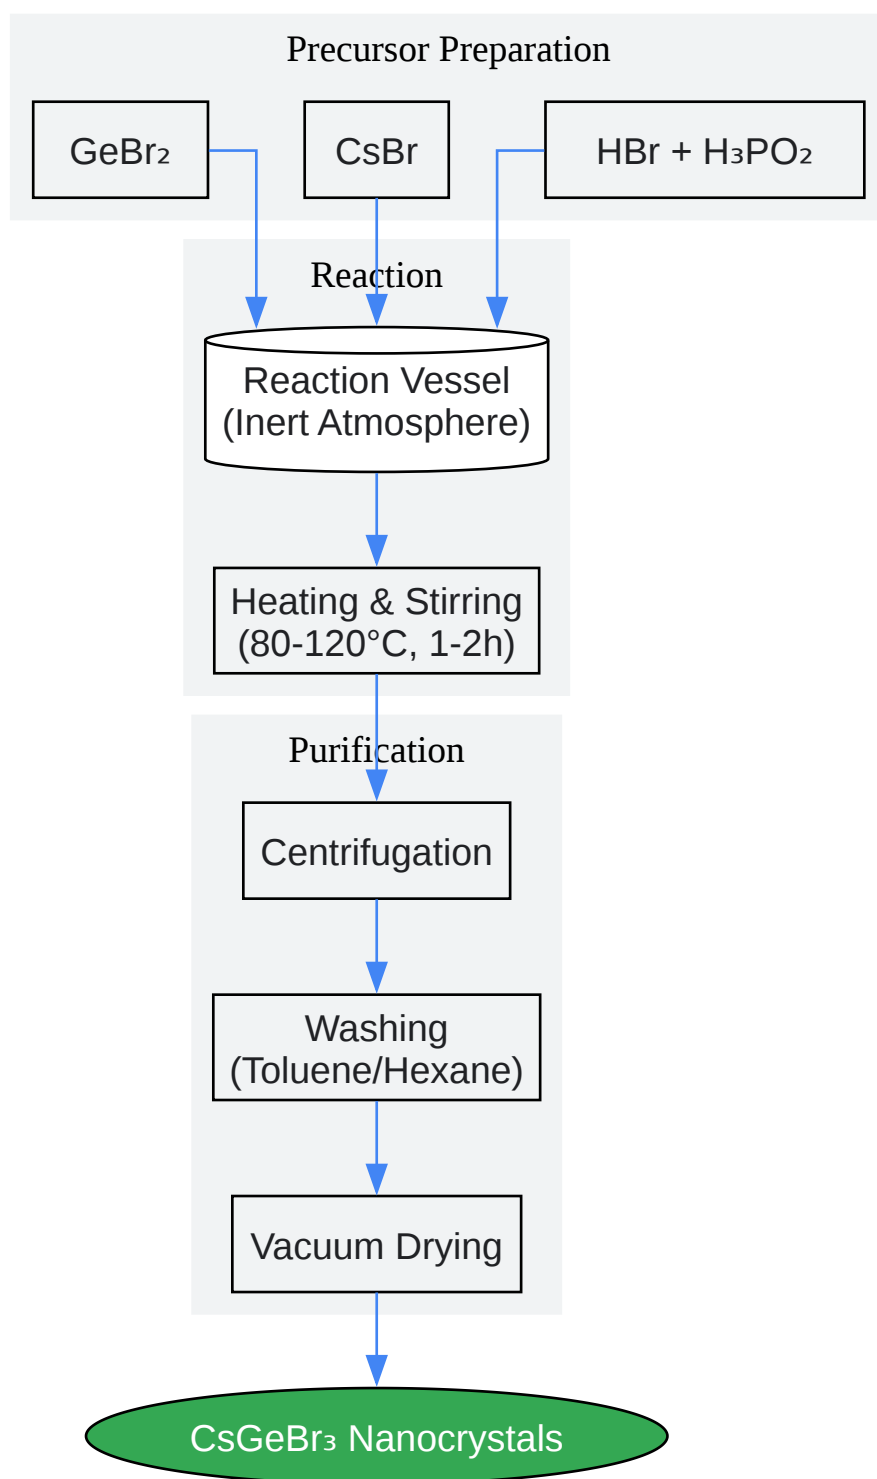 Precursor Preparation
GeBr₂
CsBr
HBr + H₃PO₂
Reaction
Reaction Vessel
(Inert Atmosphere)
Heating & Stirring
(80-120°C, 1-2h)
Purification
Centrifugation
Washing
(Toluene/Hexane)
Vacuum Drying
CsGeBr₃ Nanocrystals